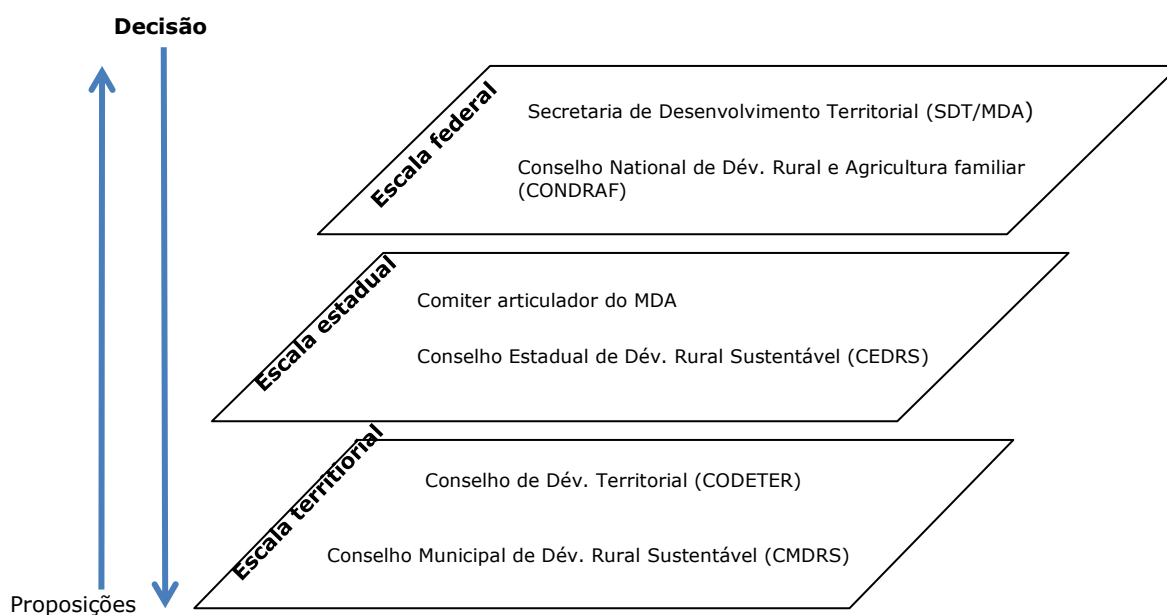 Decisão
Escala federal
Secretaria de Desenvolvimento Territorial (SDT/MDA)
Conselho National de Dév. Rural e Agricultura familiar
(CONDRAF)
Escala estadual
Comiter articulador do MDA
Conselho Estadual de Dév. Rural Sustentável (CEDRS)
Escala territiorial
Conselho de Dév. Territorial (CODETER)
Conselho Municipal de Dév. Rural Sustentável (CMDRS)
Proposições